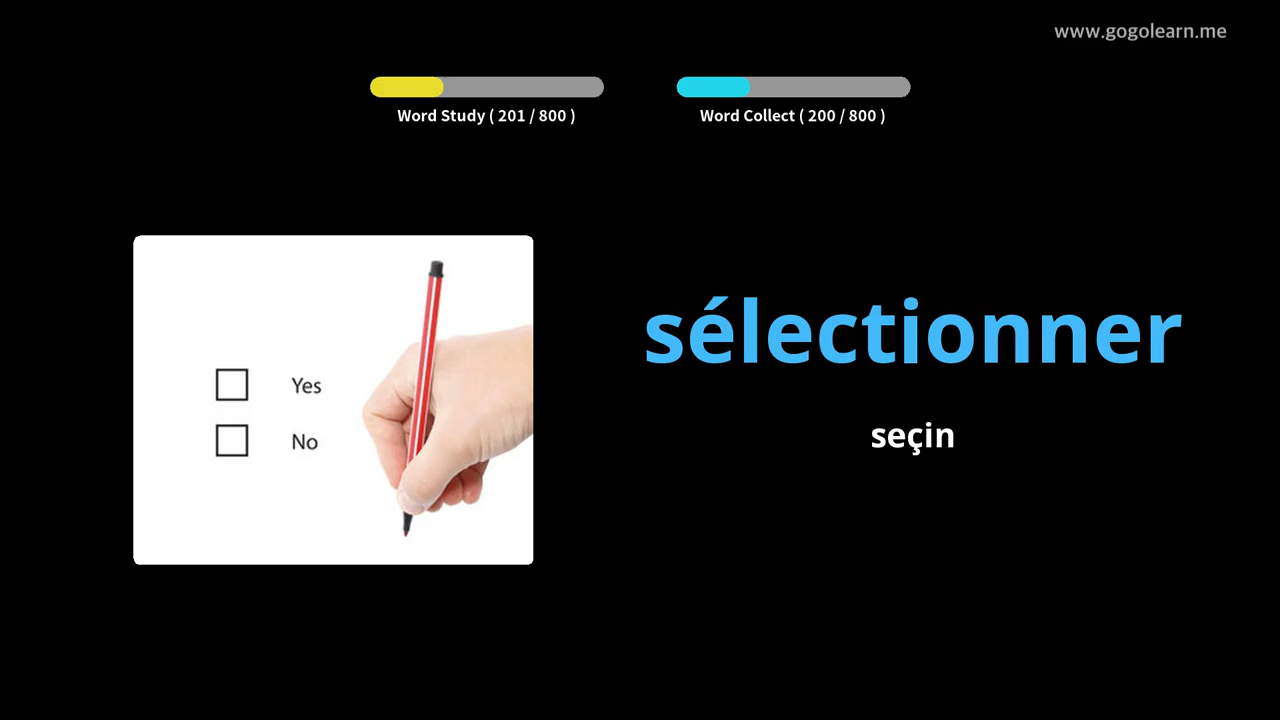 www.gogolearn.me
Word Study ( 201 / 800 )
Word Collect ( 200 / 800 )
Yes
No
sélectionner
seçin